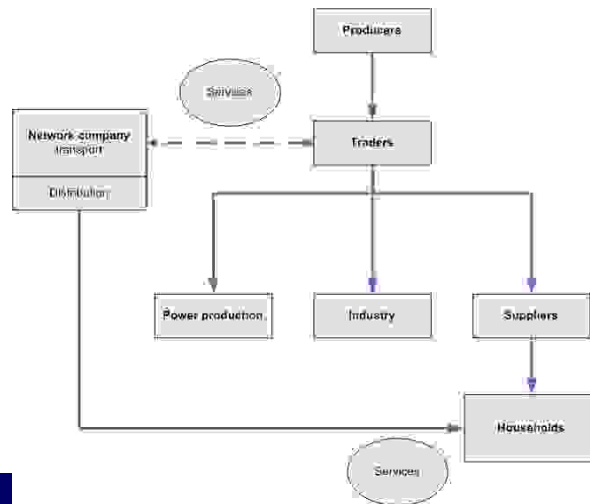 Producers
Services
Network company
transport
Traders
Distribution
Power production
Industry
Suppliers
Households
Services